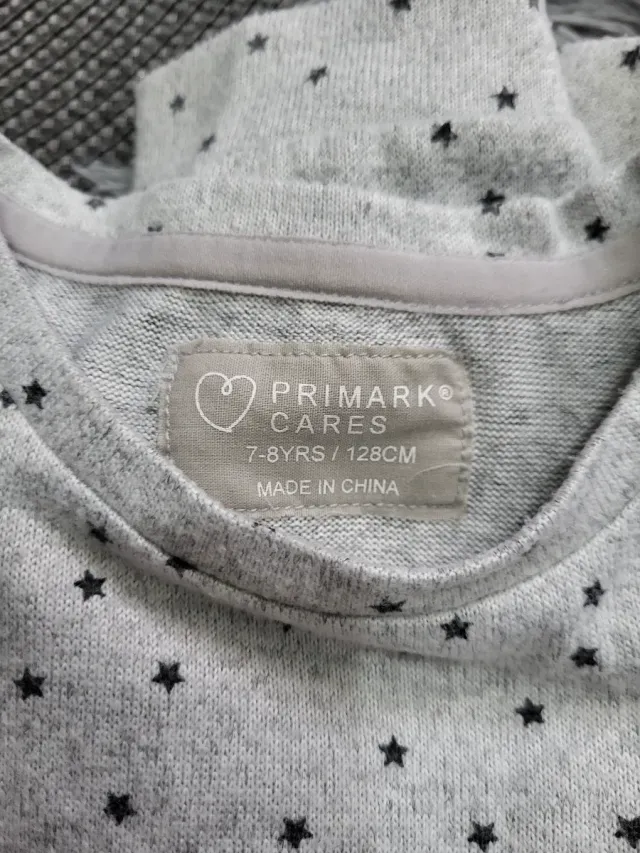 PRIMARK®
CARES
7-8YRS / 128CM
MADE IN CHINA